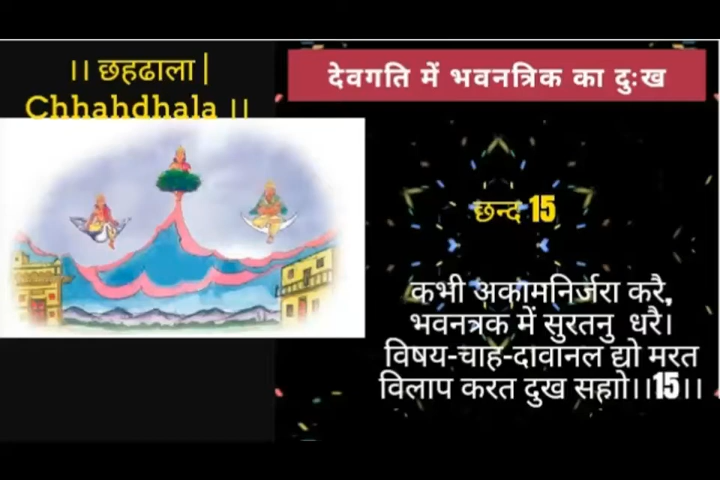 ।। छहढाला |
Chhahdhala ।।
देवगति में भवनत्रिक का दुःख
छन्द 15
कभी अकामनिर्जरा करै,
भवनत्रक में सुरतनु धरै।
विषय-चाह-दावानल द्यो मरत
विलाप करत दुख सह्यो।।15।।